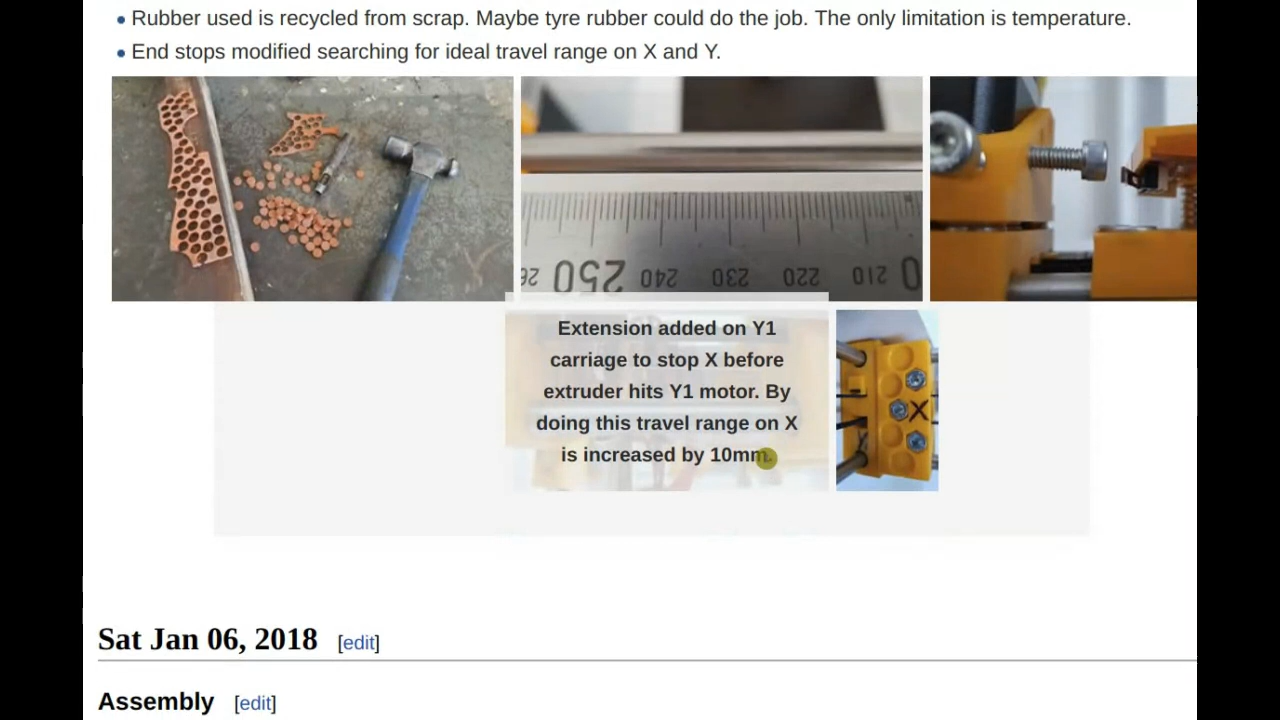 Rubber used is recycled from scrap. Maybe tyre rubber could do the job. The only limitation is temperature.
End stops modified searching for ideal travel range on X and Y.
26 250 240 230 220 210 0
Extension added on Y1
carriage to stop X before
extruder hits Y1 motor. By
doing this travel range on X
is increased by 10mm.
X
Sat Jan 06, 2018 [edit]
Assembly [edit]